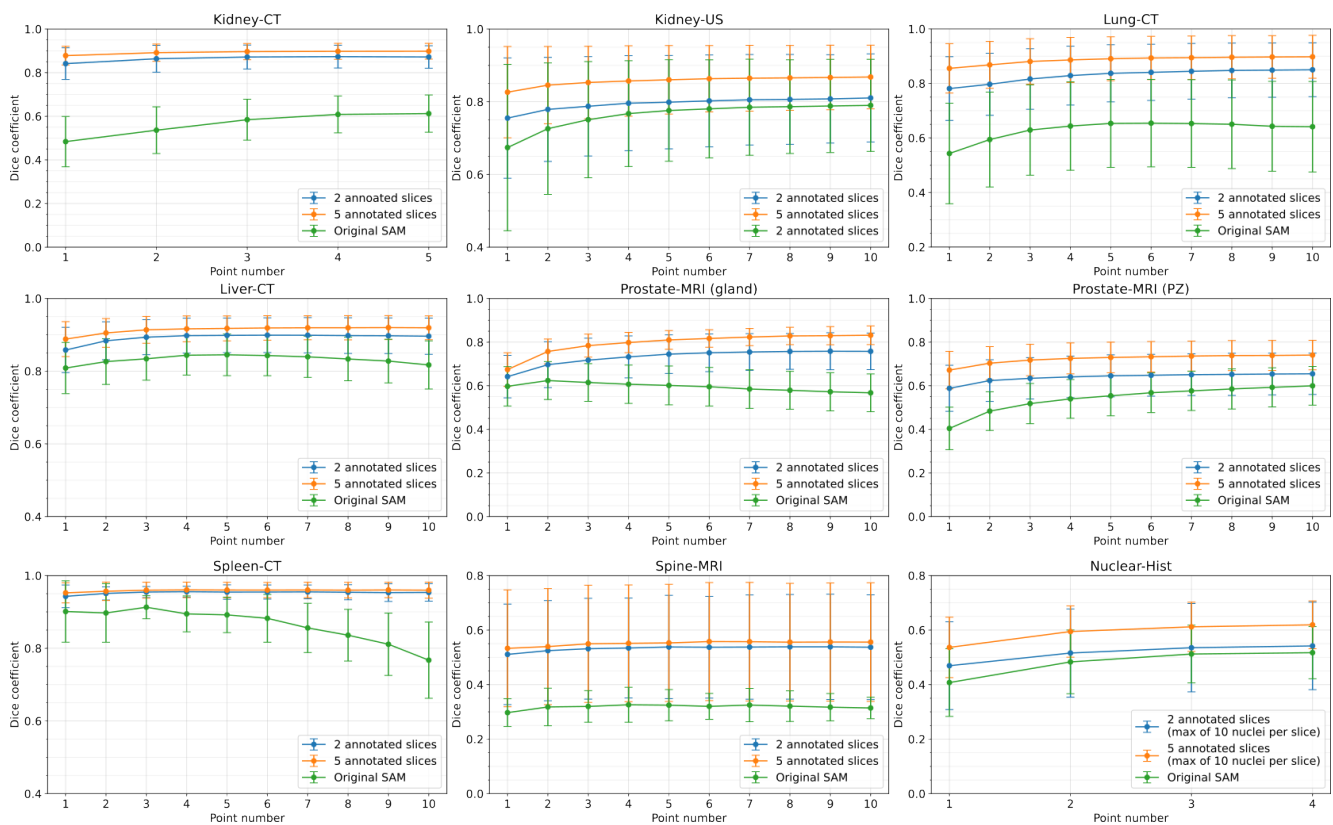 Kidney-CT
1.0
0.8
0.6
0.4
0.2
0.0
Dice coefficient
2 annoated slices
5 annotated slices
Original SAM
1 2 3 4 5
Point number
Kidney-US
1.0
0.8
0.6
0.4
Dice coefficient
2 annotated slices
5 annotated slices
2 annotated slices
1 2 3 4 5 6 7 8 9 10
Point number
Lung-CT
1.0
0.8
0.6
0.4
0.2
Dice coefficient
2 annotated slices
5 annotated slices
Original SAM
1 2 3 4 5 6 7 8 9 10
Point number
Liver-CT
1.0
0.8
0.6
0.4
Dice coefficient
2 annotated slices
5 annotated slices
Original SAM
1 2 3 4 5 6 7 8 9 10
Point number
Prostate-MRI (gland)
1.0
0.8
0.6
0.4
0.2
0.0
Dice coefficient
2 annotated slices
5 annotated slices
Original SAM
1 2 3 4 5 6 7 8 9 10
Point number
Prostate-MRI (PZ)
1.0
0.8
0.6
0.4
0.2
0.0
Dice coefficient
2 annotated slices
5 annotated slices
Original SAM
1 2 3 4 5 6 7 8 9 10
Point number
Spleen-CT
1.0
0.8
0.6
0.4
Dice coefficient
2 annotated slices
5 annotated slices
Original SAM
1 2 3 4 5 6 7 8 9 10
Point number
Spine-MRI
0.8
0.6
0.4
0.2
0.0
Dice coefficient
2 annotated slices
5 annotated slices
Original SAM
1 2 3 4 5 6 7 8 9 10
Point number
Nuclear-Hist
0.8
0.6
0.4
0.2
0.0
Dice coefficient
2 annotated slices
(max of 10 nuclei per slice)
5 annotated slices
(max of 10 nuclei per slice)
Original SAM
1 2 3 4
Point number